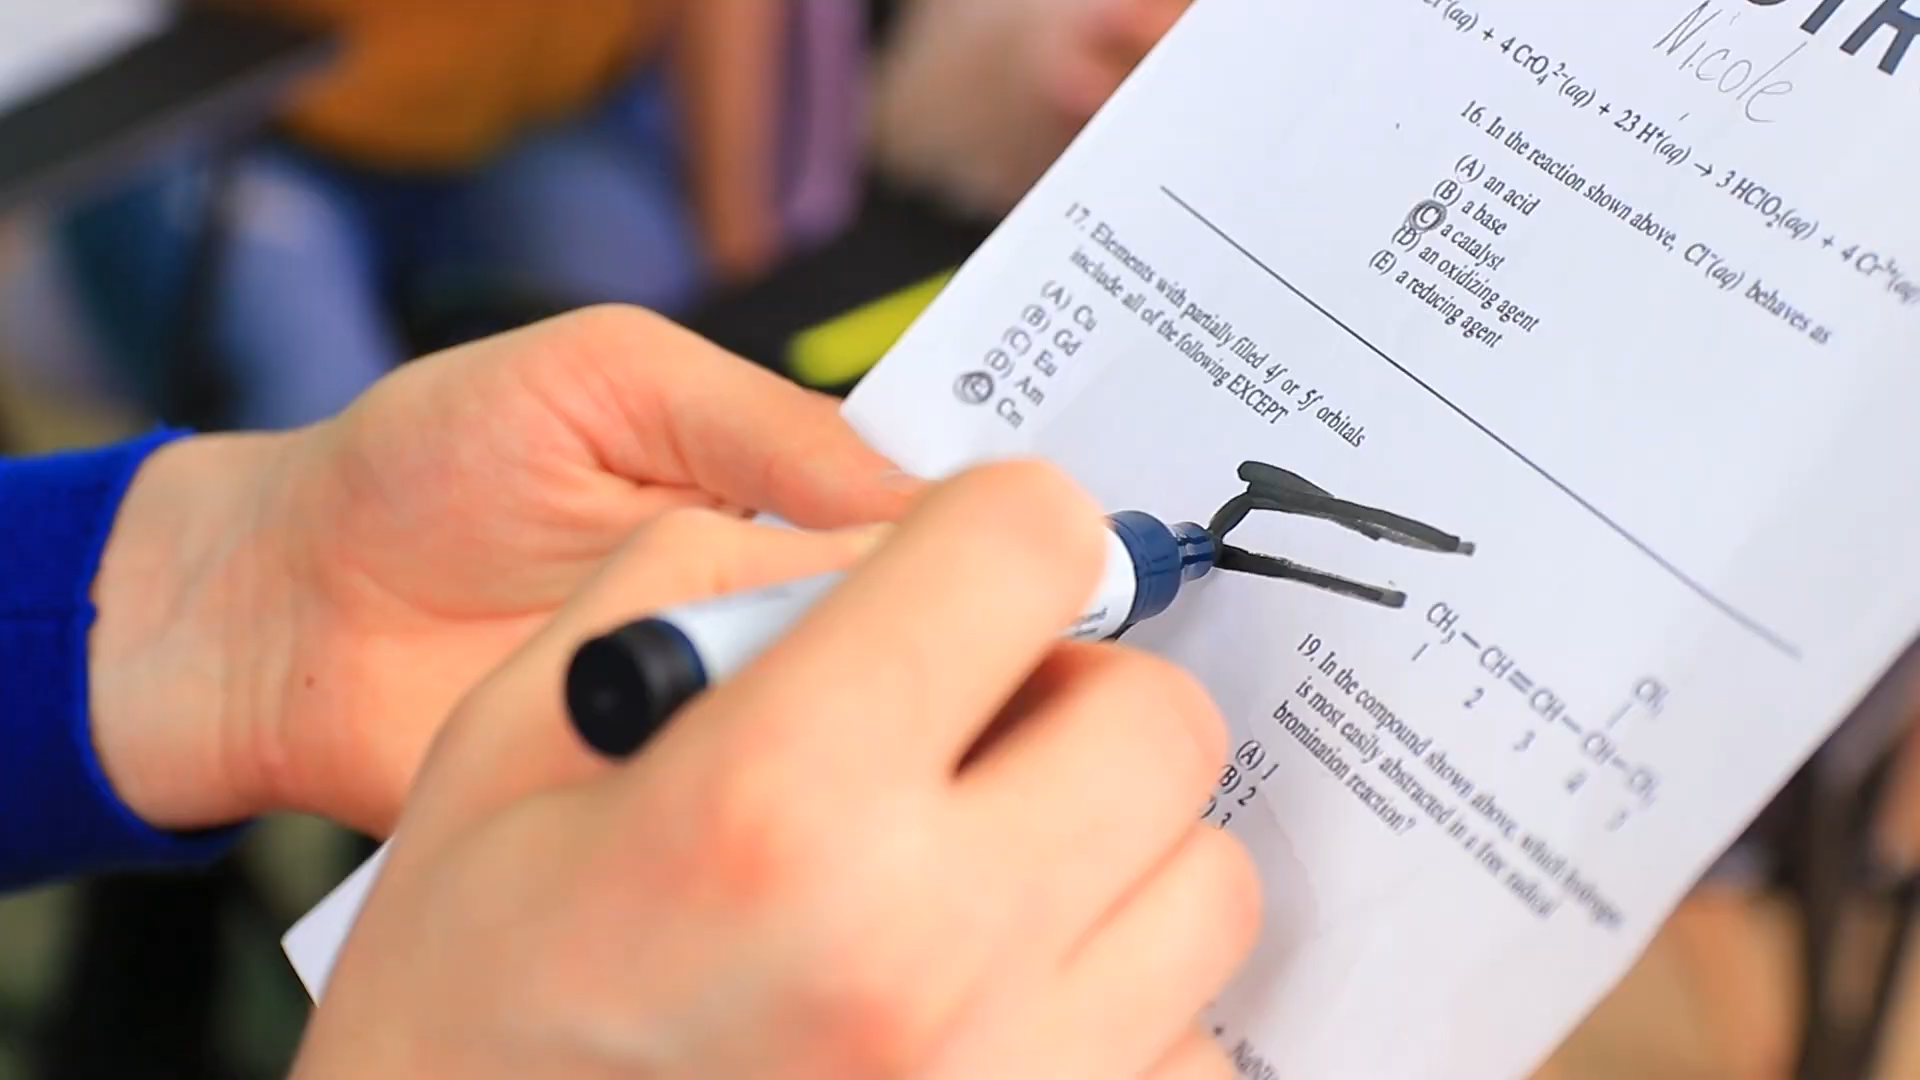 Nicole
Cl⁻(aq) + 4 CrO₄²⁻(aq) + 23 H⁺(aq) → 3 HClO₂(aq) + 4 Cr³⁺(aq)
16. In the reaction shown above, Cl⁻(aq) behaves as
(A) an acid
(B) a base
(C) a catalyst
(D) an oxidizing agent
(E) a reducing agent
17. Elements with partially filled 4f or 5f orbitals
include all of the following EXCEPT
(A) Cu
(B) Gd
(C) Eu
(D) Am
(E) Cm
CH₃
CH₃—CH=CH—CH—CH₃
1 2 3 4 5
19. In the compound shown above, which hydrogen
is most easily abstracted in a free radical
bromination reaction?
(A) 1
(B) 2
) 3